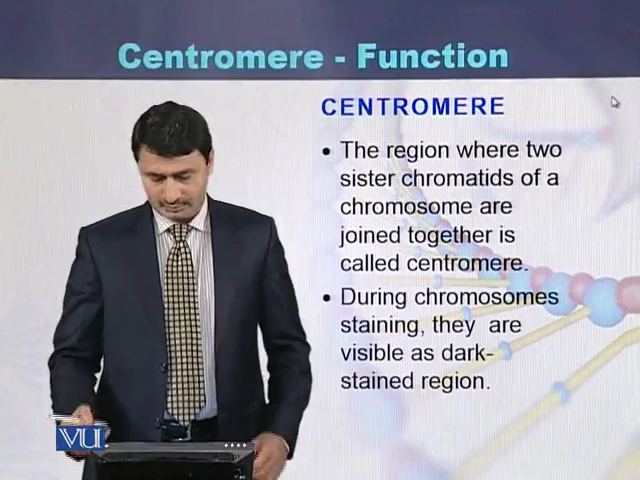 Centromere - Function
CENTROMERE
• The region where two
sister chromatids of a
chromosome are
joined together is
called centromere.
• During chromosomes
staining, they are
visible as dark-
stained region.
VU